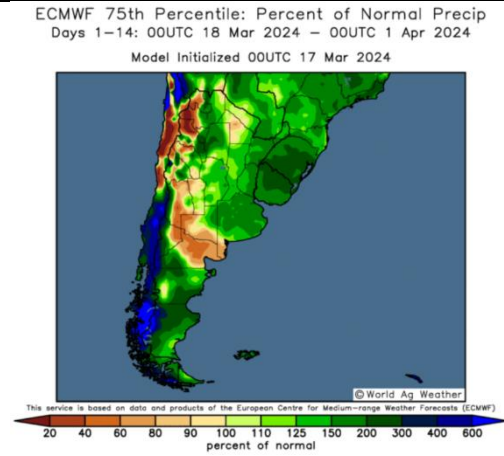 ECMWF 75th Percentile: Percent of Normal Precip
Days 1–14: 00UTC 18 Mar 2024 – 00UTC 1 Apr 2024
Model Initialized 00UTC 17 Mar 2024
©World Ag Weather
This service is based on data and products of the European Centre for Medium-range Weather Forecasts (ECMWF)
20 40 60 80 90 100 110 125 150 200 300 400 600
percent of normal